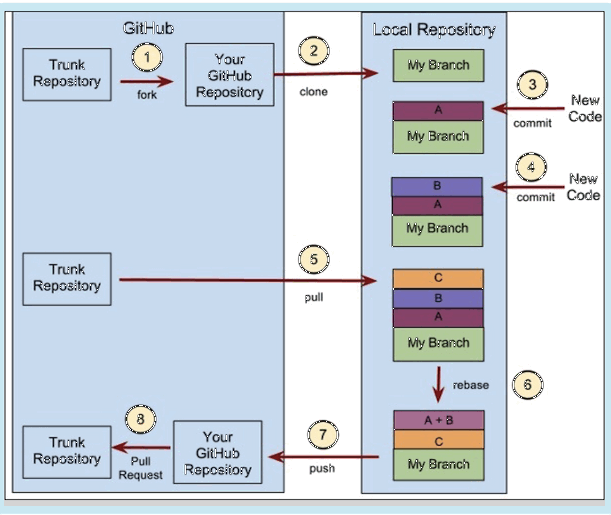 GitHub
Local Repository
Trunk
Repository
1
fork
Your
GitHub
Repository
2
clone
My Branch
A
My Branch
3
commit
New
Code
B
A
My Branch
4
commit
New
Code
Trunk
Repository
5
pull
C
B
A
My Branch
rebase
6
A + B
C
My Branch
7
push
Your
GitHub
Repository
8
Pull
Request
Trunk
Repository